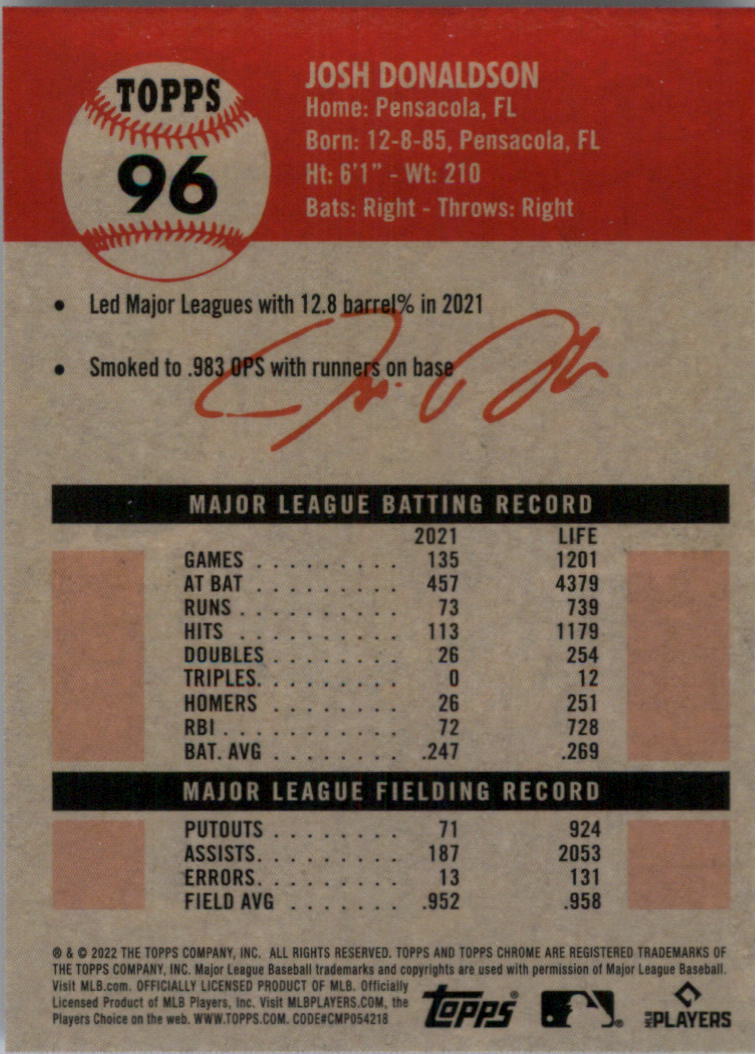 TOPPS
96
JOSH DONALDSON
Home: Pensacola, FL
Born: 12-8-85, Pensacola, FL
Ht: 6'1" - Wt: 210
Bats: Right - Throws: Right
• Led Major Leagues with 12.8 barrel% in 2021
• Smoked to .983 OPS with runners on base
MAJOR LEAGUE BATTING RECORD
2021 LIFE
GAMES . . . . . . . . . 135 1201
AT BAT . . . . . . . . . 457 4379
RUNS . . . . . . . . . . 73 739
HITS . . . . . . . . . . 113 1179
DOUBLES . . . . . . . . 26 254
TRIPLES. . . . . . . . . 0 12
HOMERS . . . . . . . . 26 251
RBI . . . . . . . . . . . 72 728
BAT. AVG . . . . . . . . .247 .269
MAJOR LEAGUE FIELDING RECORD
PUTOUTS . . . . . . . . 71 924
ASSISTS. . . . . . . . . 187 2053
ERRORS. . . . . . . . . 13 131
FIELD AVG . . . . . . . .952 .958
® & © 2022 THE TOPPS COMPANY, INC. ALL RIGHTS RESERVED. TOPPS AND TOPPS CHROME ARE REGISTERED TRADEMARKS OF
THE TOPPS COMPANY, INC. Major League Baseball trademarks and copyrights are used with permission of Major League Baseball.
Visit MLB.com. OFFICIALLY LICENSED PRODUCT OF MLB. Officially
Licensed Product of MLB Players, Inc. Visit MLBPLAYERS.COM, the
Players Choice on the web. WWW.TOPPS.COM. CODE#CMP054218
Topps®
MLB PLAYERS